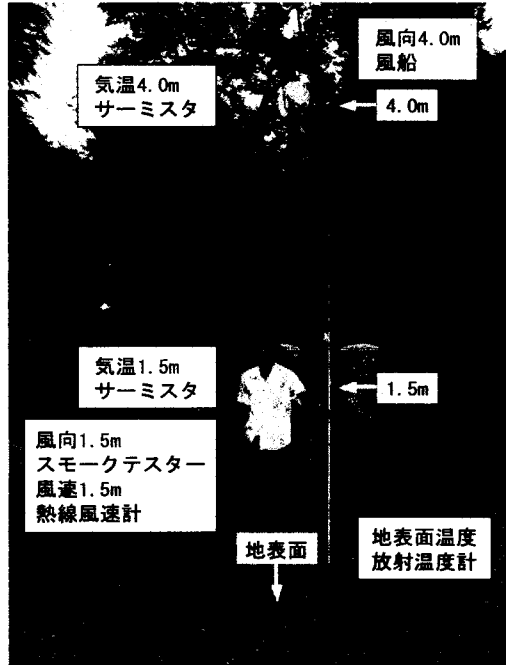 風向4.0m
風船
気温4.0m
サーミスタ
4.0m
気温1.5m
サーミスタ
1.5m
風向1.5m
スモークテスター
風速1.5m
熱線風速計
地表面
地表面温度
放射温度計